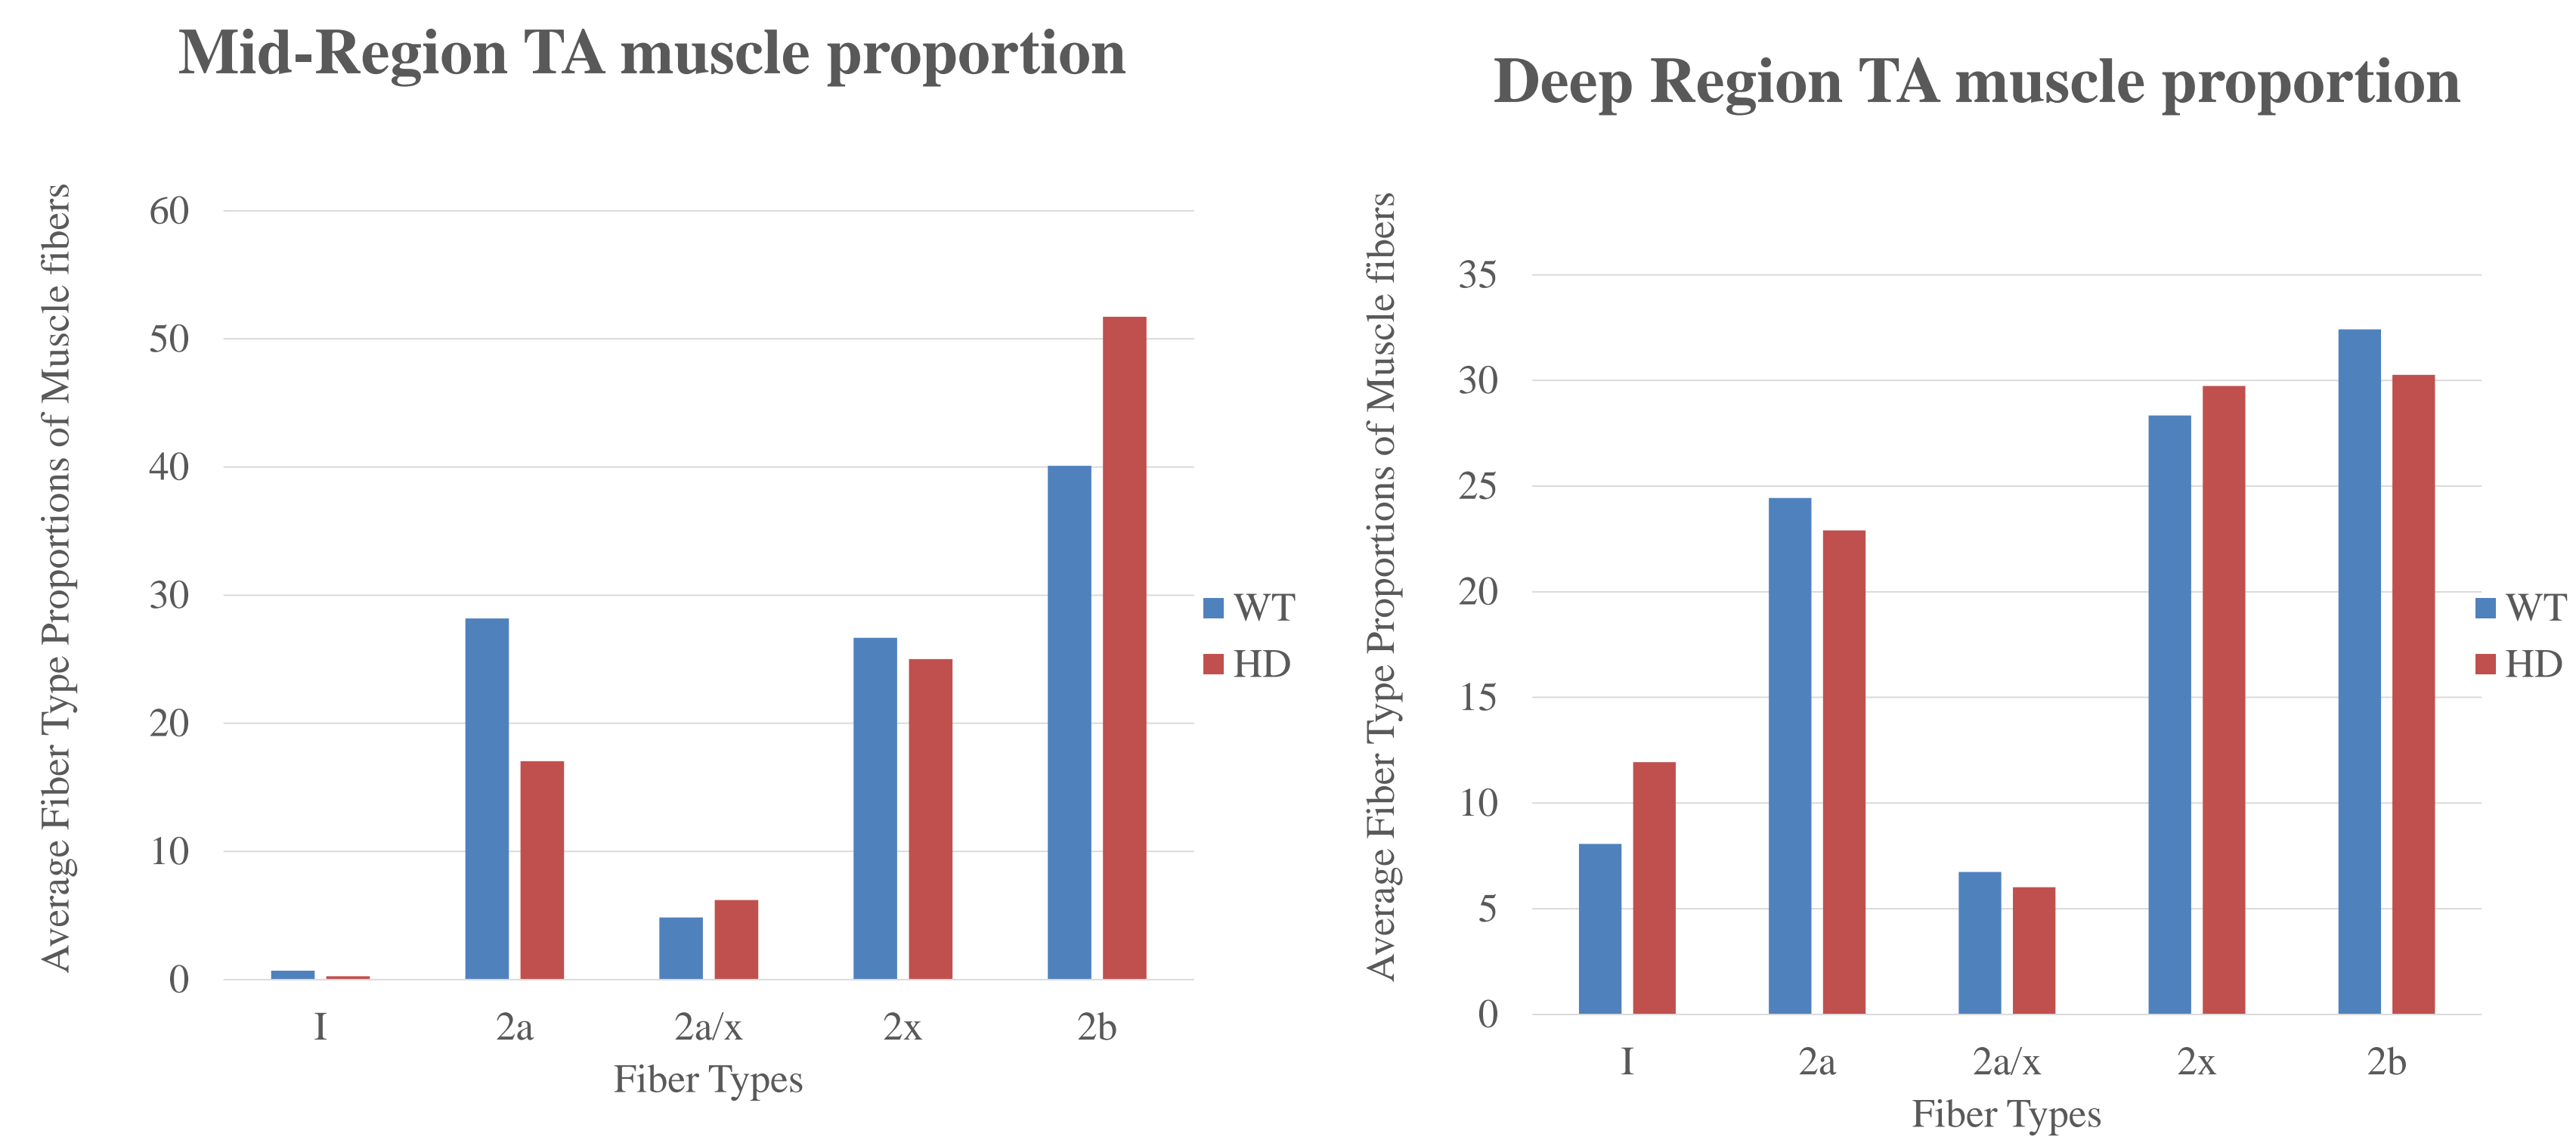 Mid-Region TA muscle proportion
Average Fiber Type Proportions of Muscle fibers
60
50
40
30
20
10
0
I 2a 2a/x 2x 2b
Fiber Types
WT
HD
Deep Region TA muscle proportion
Average Fiber Type Proportions of Muscle fibers
35
30
25
20
15
10
5
0
I 2a 2a/x 2x 2b
Fiber Types
WT
HD